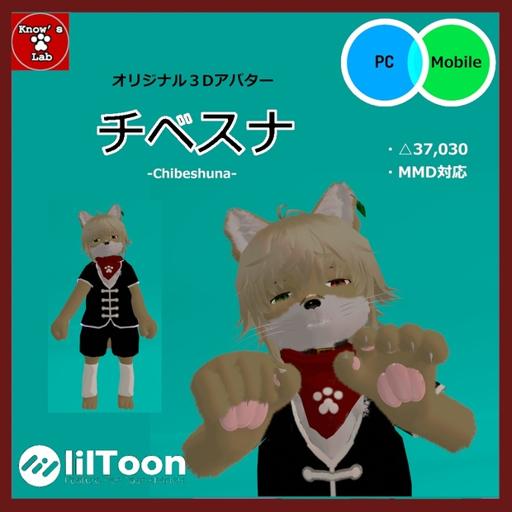 Know's
Lab
PC
Mobile
オリジナル３Dアバター
チベスナ
-Chibeshuna-
・△37,030
・MMD対応
lilToon